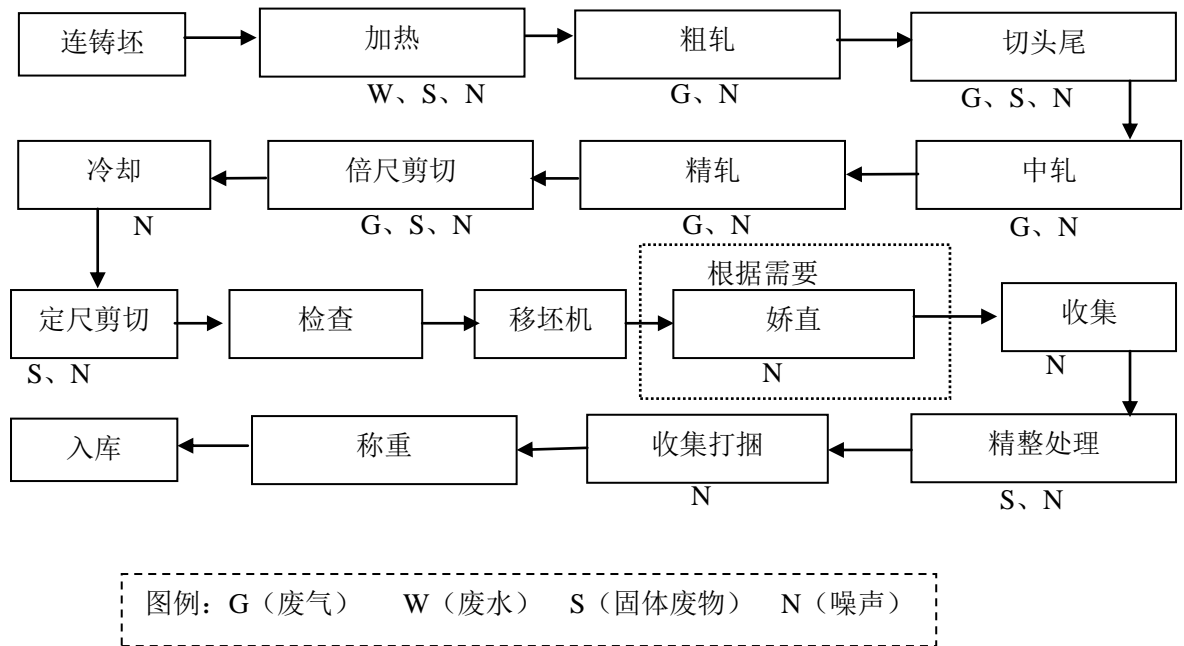 连铸坯
加热
W、S、N
粗轧
G、N
切头尾
G、S、N
中轧
G、N
精轧
G、N
倍尺剪切
G、S、N
冷却
N
定尺剪切
S、N
检查
移坯机
根据需要
娇直
N
收集
N
精整处理
S、N
收集打捆
N
称重
入库
图例：G（废气） W（废水） S（固体废物） N（噪声）